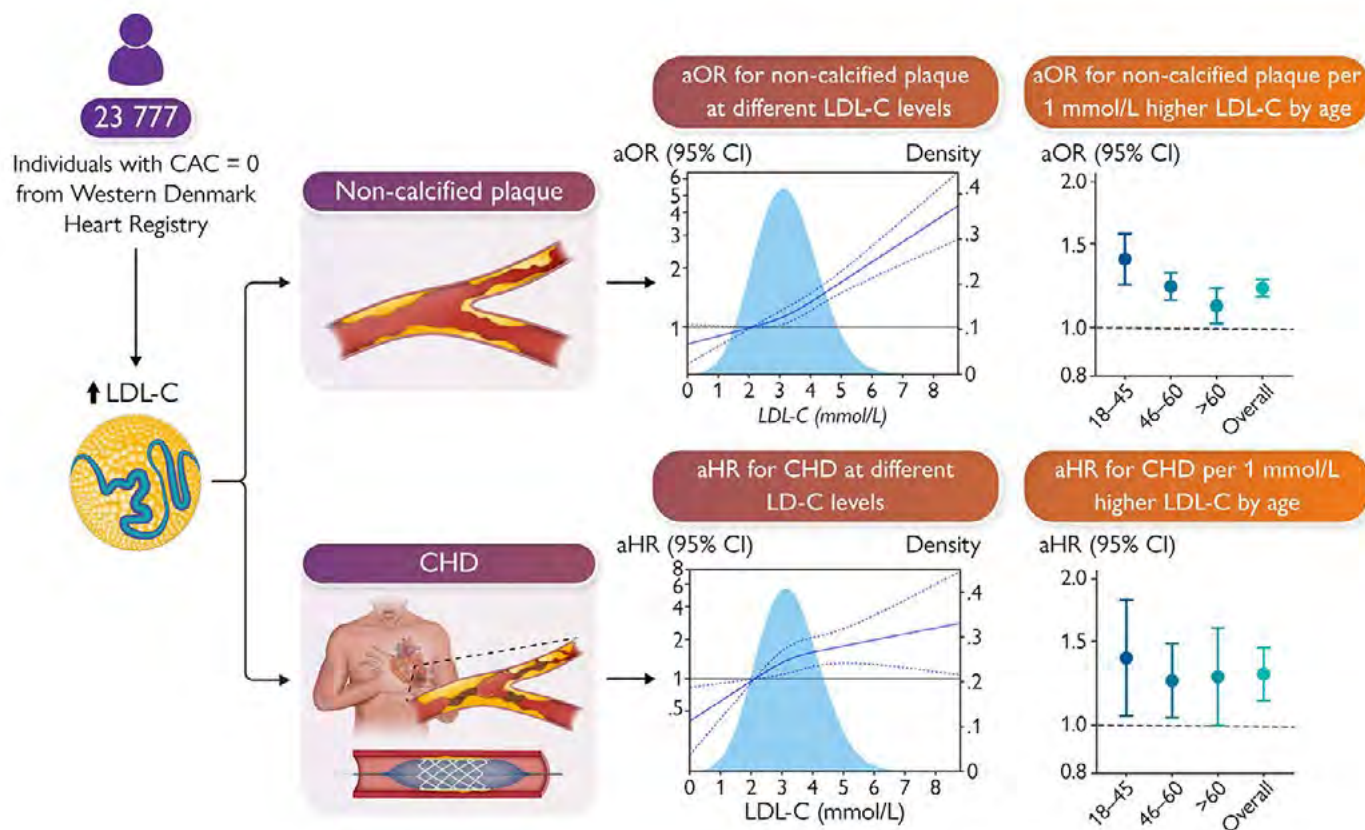 23 777
Individuals with CAC = 0
from Western Denmark
Heart Registry
LDL-C
Non-calcified plaque
aOR for non-calcified plaque
at different LDL-C levels
aOR (95% CI)
Density
6
5
4
3
2
1
.4
.3
.2
.1
0
0 1 2 3 4 5 6 7 8
LDL-C (mmol/L)
aOR for non-calcified plaque per
1 mmol/L higher LDL-C by age
aOR (95% CI)
2.0
1.5
1.0
0.8
18–45
46–60
>60
Overall
CHD
aHR for CHD at different
LD-C levels
aHR (95% CI)
Density
8
6
4
2
1
.5
.4
.3
.2
.1
0
0 1 2 3 4 5 6 7 8
LDL-C (mmol/L)
aHR for CHD per 1 mmol/L
higher LDL-C by age
aHR (95% CI)
2.0
1.5
1.0
0.8
18–45
46–60
>60
Overall